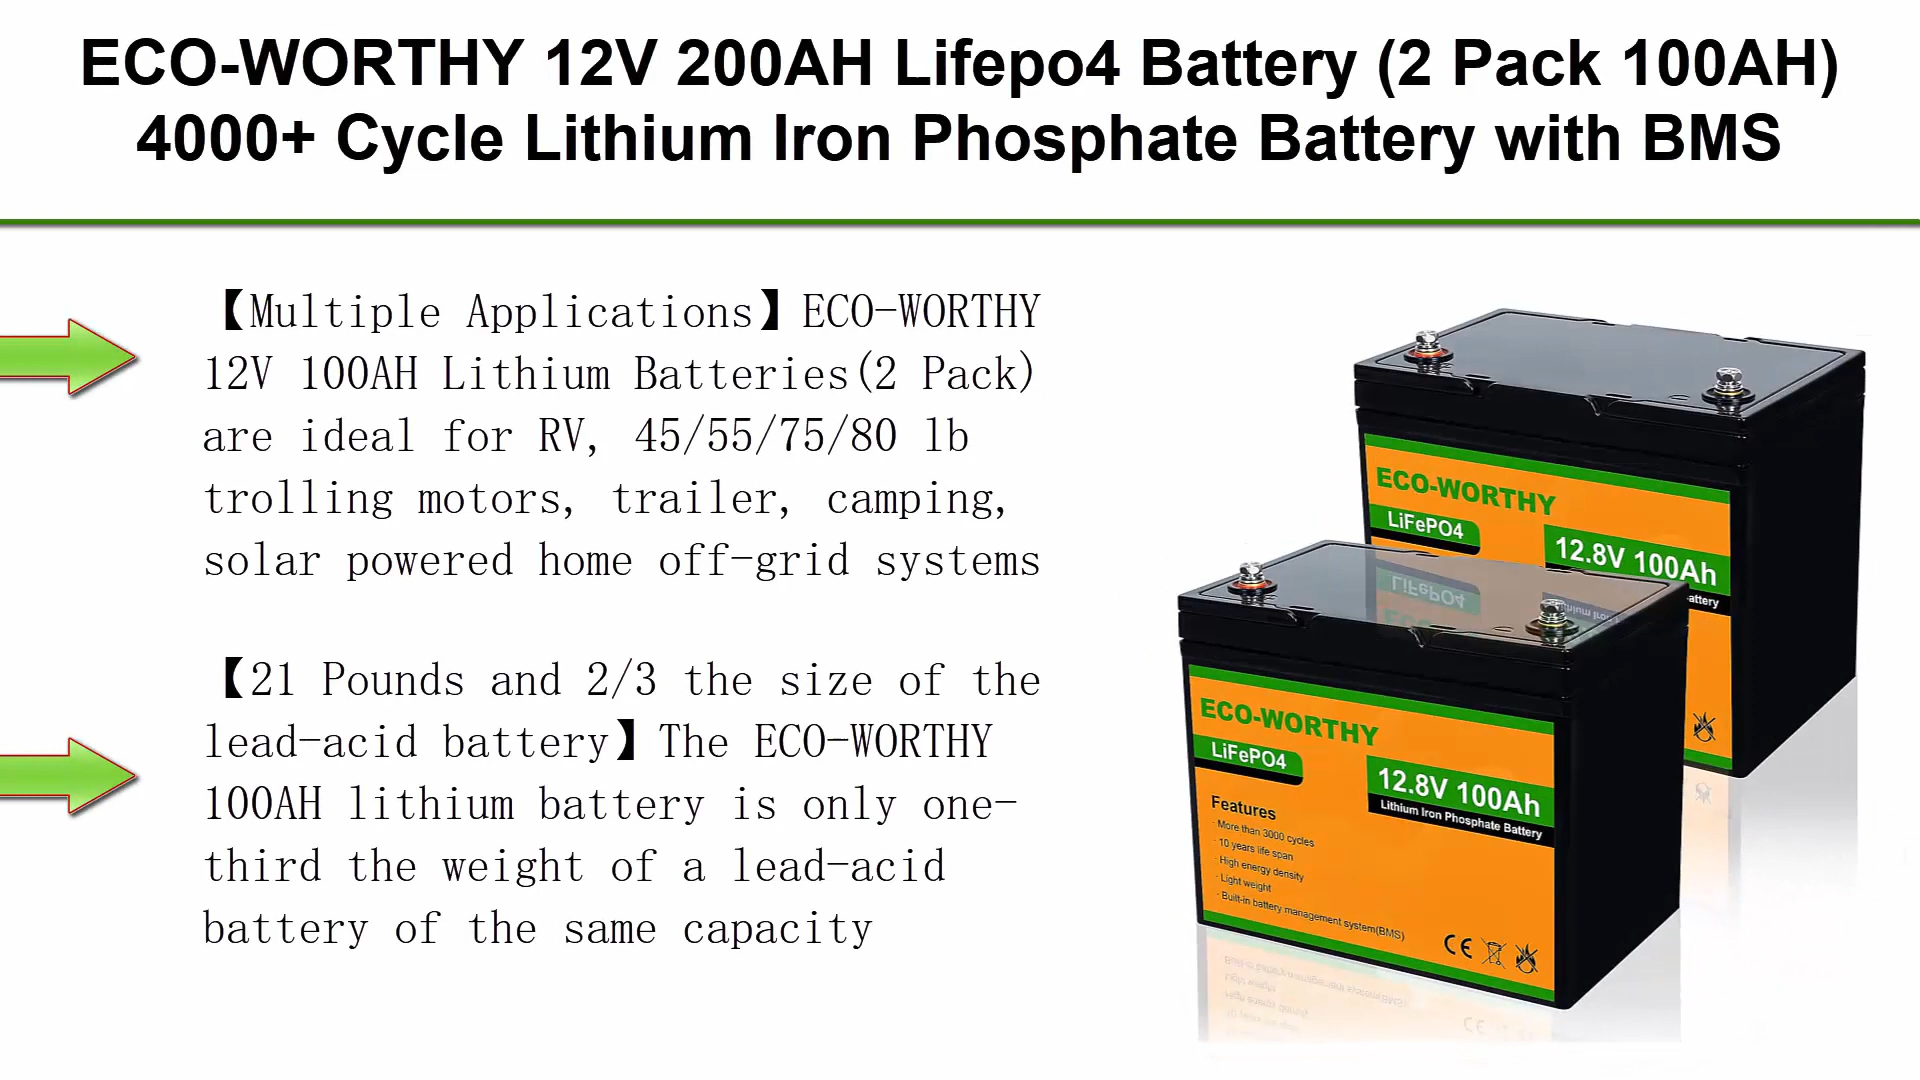 ECO-WORTHY 12V 200AH Lifepo4 Battery (2 Pack 100AH)
4000+ Cycle Lithium Iron Phosphate Battery with BMS
【Multiple Applications】ECO-WORTHY
12V 100AH Lithium Batteries(2 Pack)
are ideal for RV, 45/55/75/80 lb
trolling motors, trailer, camping,
solar powered home off-grid systems
【21 Pounds and 2/3 the size of the
lead-acid battery】The ECO-WORTHY
100AH lithium battery is only one-
third the weight of a lead-acid
battery of the same capacity
ECO-WORTHY
LiFePO4
12.8V 100Ah
attery
ECO-WORTHY
LiFePO4
12.8V 100Ah
Lithium Iron Phosphate Battery
Features
· More than 3000 cycles
· 10 years life span
· High energy density
· Light weight
· Built-in battery management system(BMS)
CE